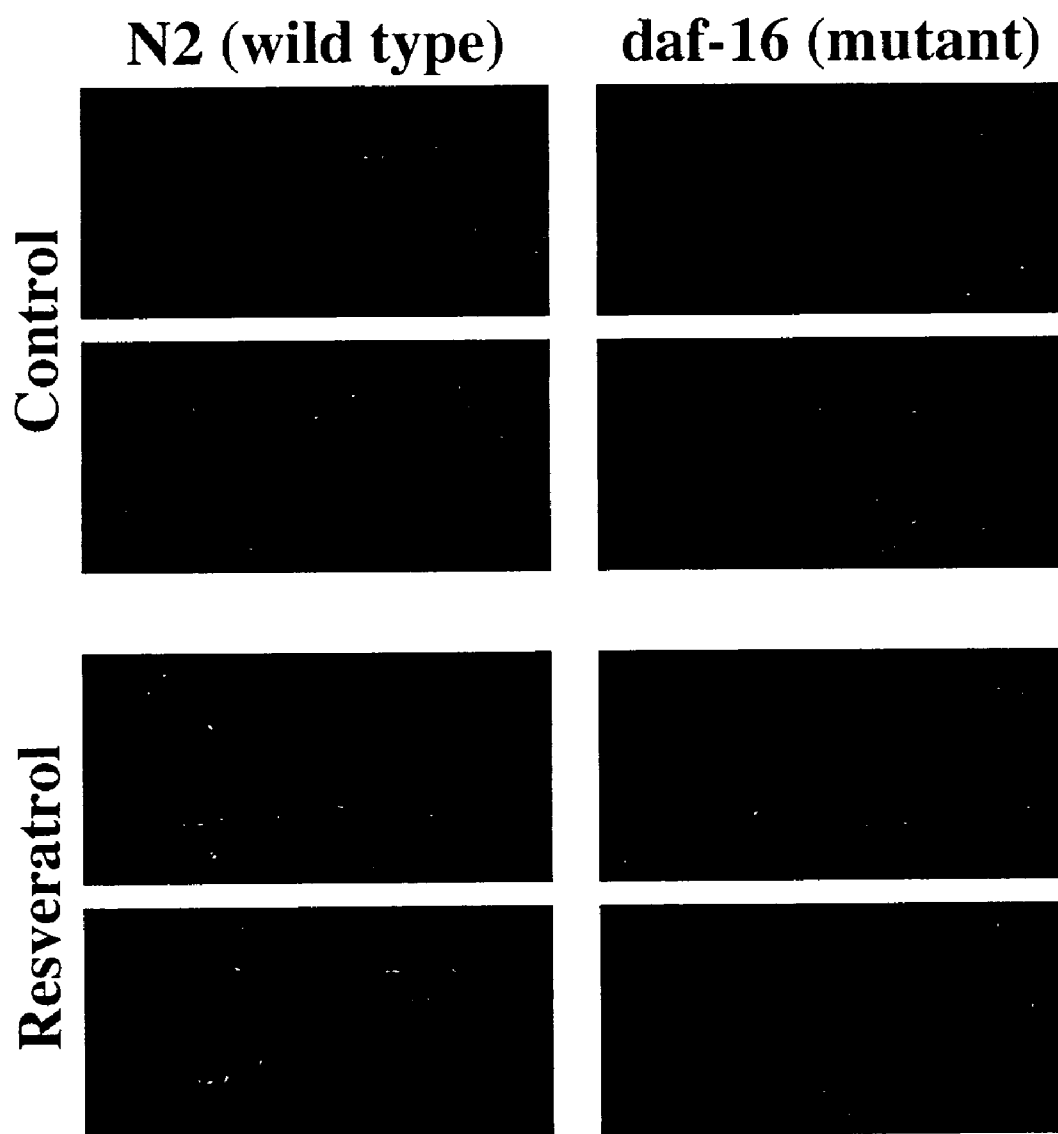 N2 (wild type)
daf-16 (mutant)
Control
Resveratrol